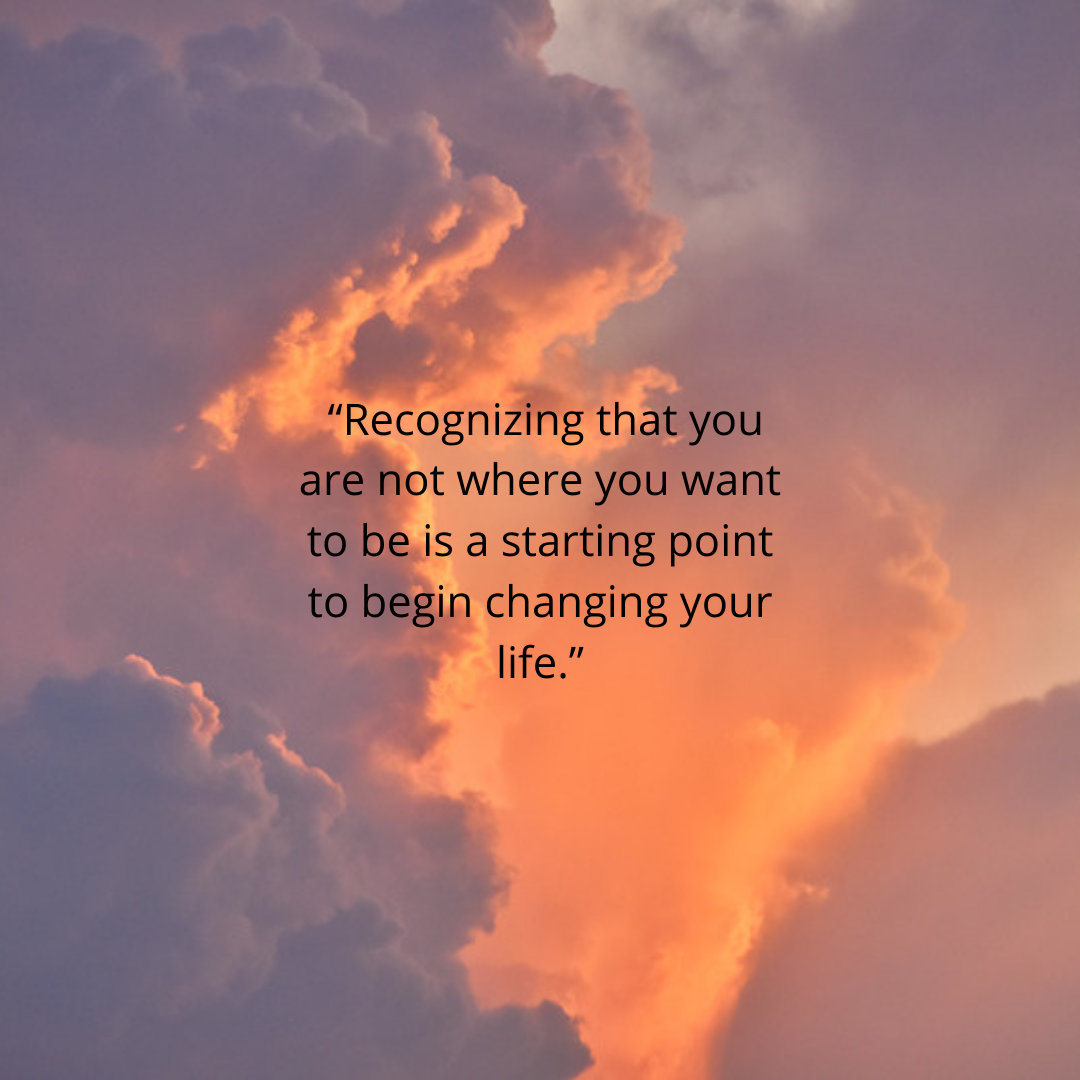 “Recognizing that you
are not where you want
to be is a starting point
to begin changing your
life.”